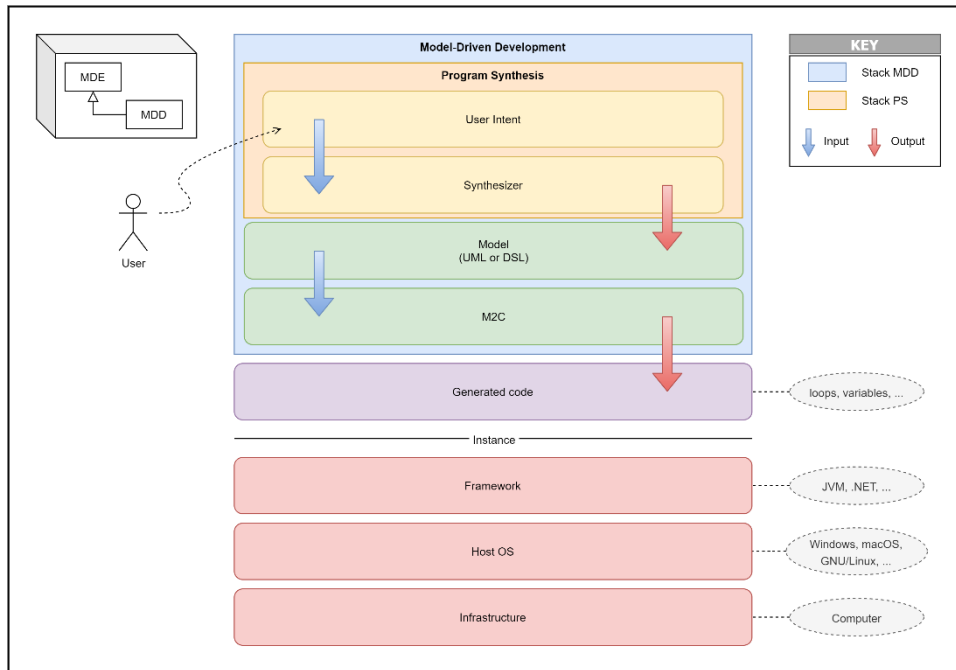 MDE
MDD
User
Model-Driven Development
Program Synthesis
User Intent
Synthesizer
Model
(UML or DSL)
M2C
Generated code
Instance
Framework
Host OS
Infrastructure
KEY
Stack MDD
Stack PS
Input
Output
loops, variables, ...
JVM, .NET, ...
Windows, macOS,
GNU/Linux, ...
Computer